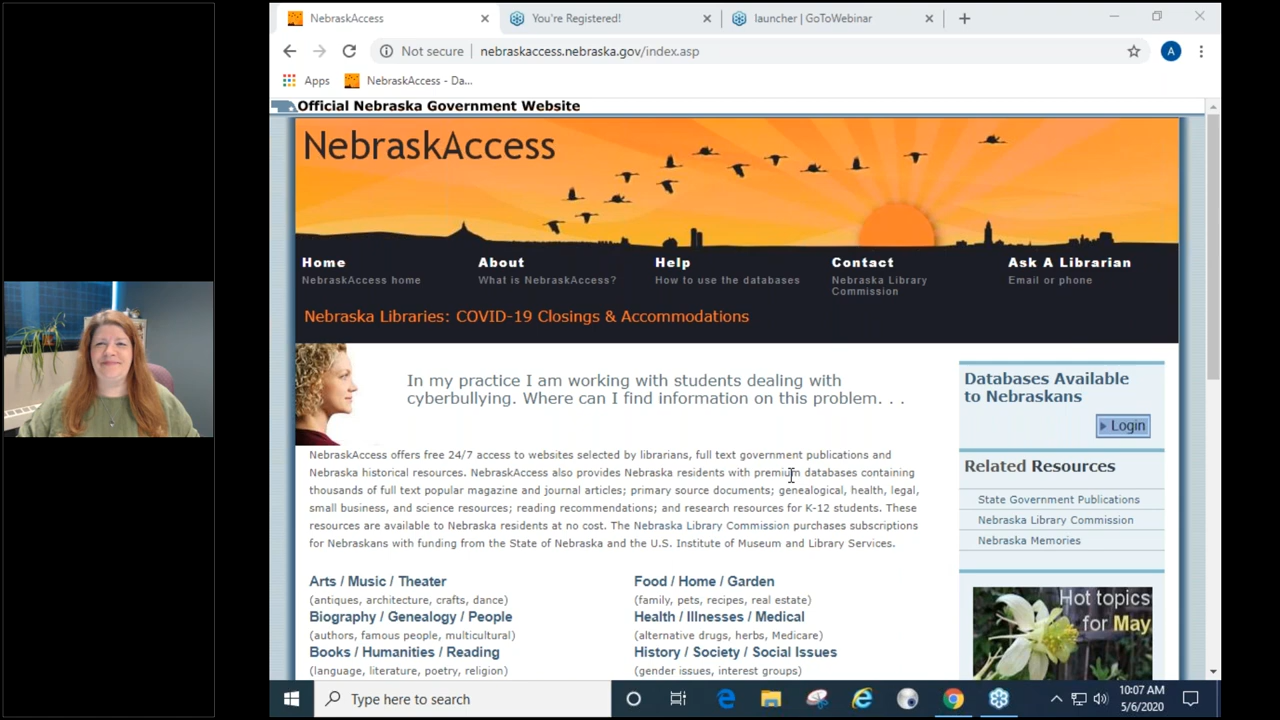 NebraskAccess
You're Registered!
launcher | GoToWebinar
Not secure
nebraskaccess.nebraska.gov/index.asp
A
Apps
NebraskAccess - Da...
Official Nebraska Government Website
NebraskAccess
Home
NebraskAccess home
About
What is NebraskAccess?
Help
How to use the databases
Contact
Nebraska Library
Commission
Ask A Librarian
Email or phone
Nebraska Libraries: COVID-19 Closings & Accommodations
In my practice I am working with students dealing with
cyberbullying. Where can I find information on this problem. . .
NebraskAccess offers free 24/7 access to websites selected by librarians, full text government publications and
Nebraska historical resources. NebraskAccess also provides Nebraska residents with premium databases containing
thousands of full text popular magazine and journal articles; primary source documents; genealogical, health, legal,
small business, and science resources; reading recommendations; and research resources for K-12 students. These
resources are available to Nebraska residents at no cost. The Nebraska Library Commission purchases subscriptions
for Nebraskans with funding from the State of Nebraska and the U.S. Institute of Museum and Library Services.
Arts / Music / Theater
(antiques, architecture, crafts, dance)
Biography / Genealogy / People
(authors, famous people, multicultural)
Books / Humanities / Reading
(language, literature, poetry, religion)
Food / Home / Garden
(family, pets, recipes, real estate)
Health / Illnesses / Medical
(alternative drugs, herbs, Medicare)
History / Society / Social Issues
(gender issues, interest groups)
Databases Available
to Nebraskans
Login
Related Resources
State Government Publications
Nebraska Library Commission
Nebraska Memories
Hot topics
for May
Type here to search
10:07 AM
5/6/2020